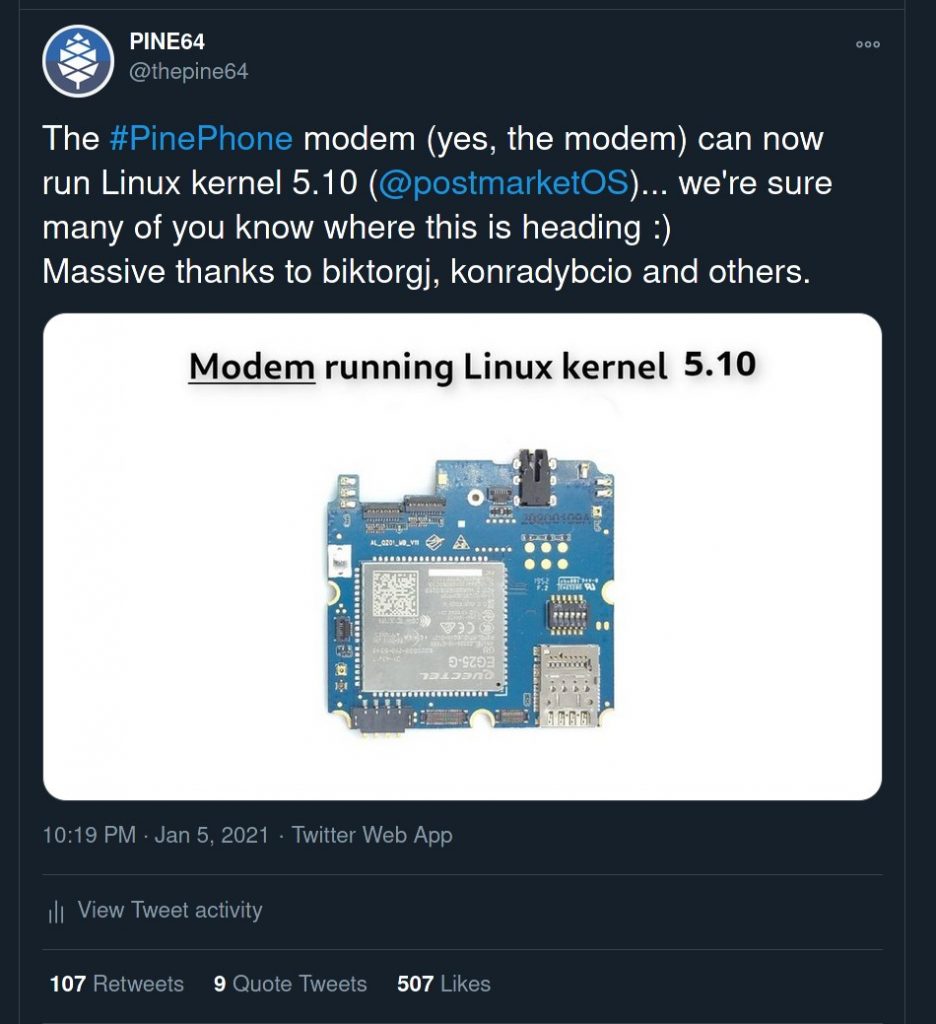 PINE64
@thepine64
The #PinePhone modem (yes, the modem) can now
run Linux kernel 5.10 (@postmarketOS)... we're sure
many of you know where this is heading :)
Massive thanks to biktorgj, konradybcio and others.
Modem running Linux kernel 5.10
AL_QZ01_MB_V11
EG25-G
QUECTEL
10:19 PM · Jan 5, 2021 · Twitter Web App
View Tweet activity
107 Retweets 9 Quote Tweets 507 Likes